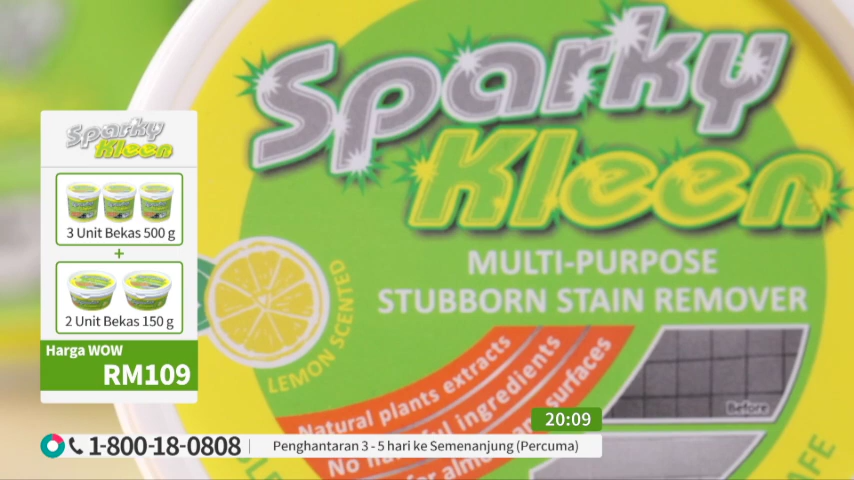 Sparky
Kleen
MULTI-PURPOSE
STUBBORN STAIN REMOVER
LEMON SCENTED
Natural plants extracts
ingredients
surfaces
Before
Sparky
Kleen
3 Unit Bekas 500 g
+
2 Unit Bekas 150 g
Harga WOW
RM109
20:09
1-800-18-0808
Penghantaran 3 - 5 hari ke Semenanjung (Percuma)